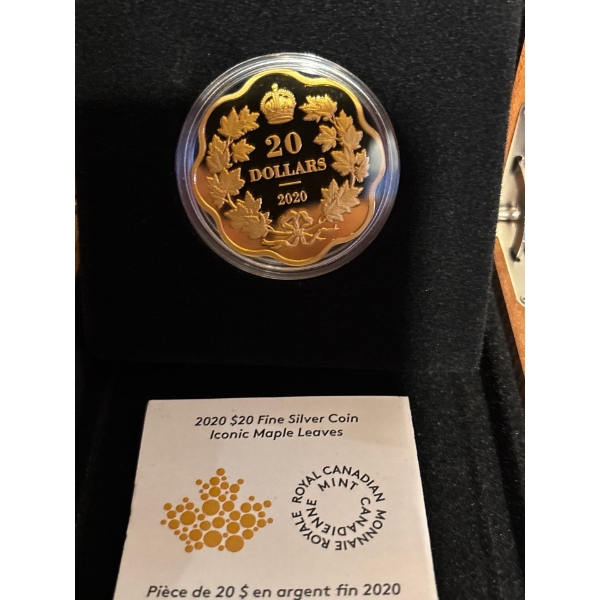 20
DOLLARS
2020
2020 $20 Fine Silver Coin
Iconic Maple Leaves
ROYAL CANADIAN MINT
MONNAIE ROYALE CANADIENNE
Pièce de 20 $ en argent fin 2020